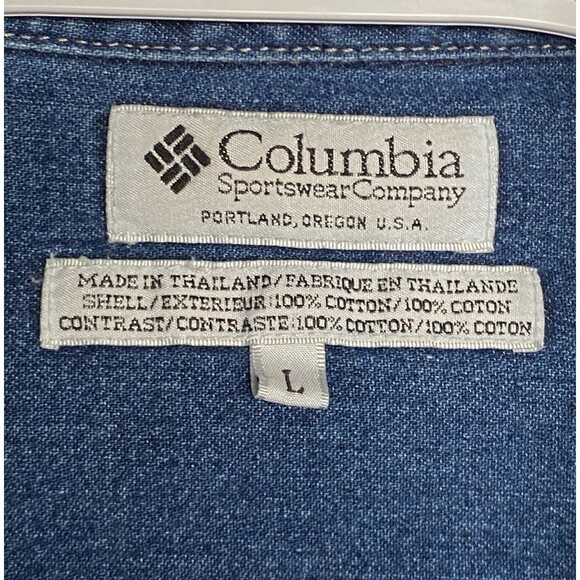 Columbia
SportswearCompany
PORTLAND, OREGON U.S.A.
MADE IN THAILAND/FABRIQUE EN THAILANDE
SHELL/EXTERIEUR:100% COTTON/100% COTON
CONTRAST/CONTRASTE:100% COTTON/100% COTON
L